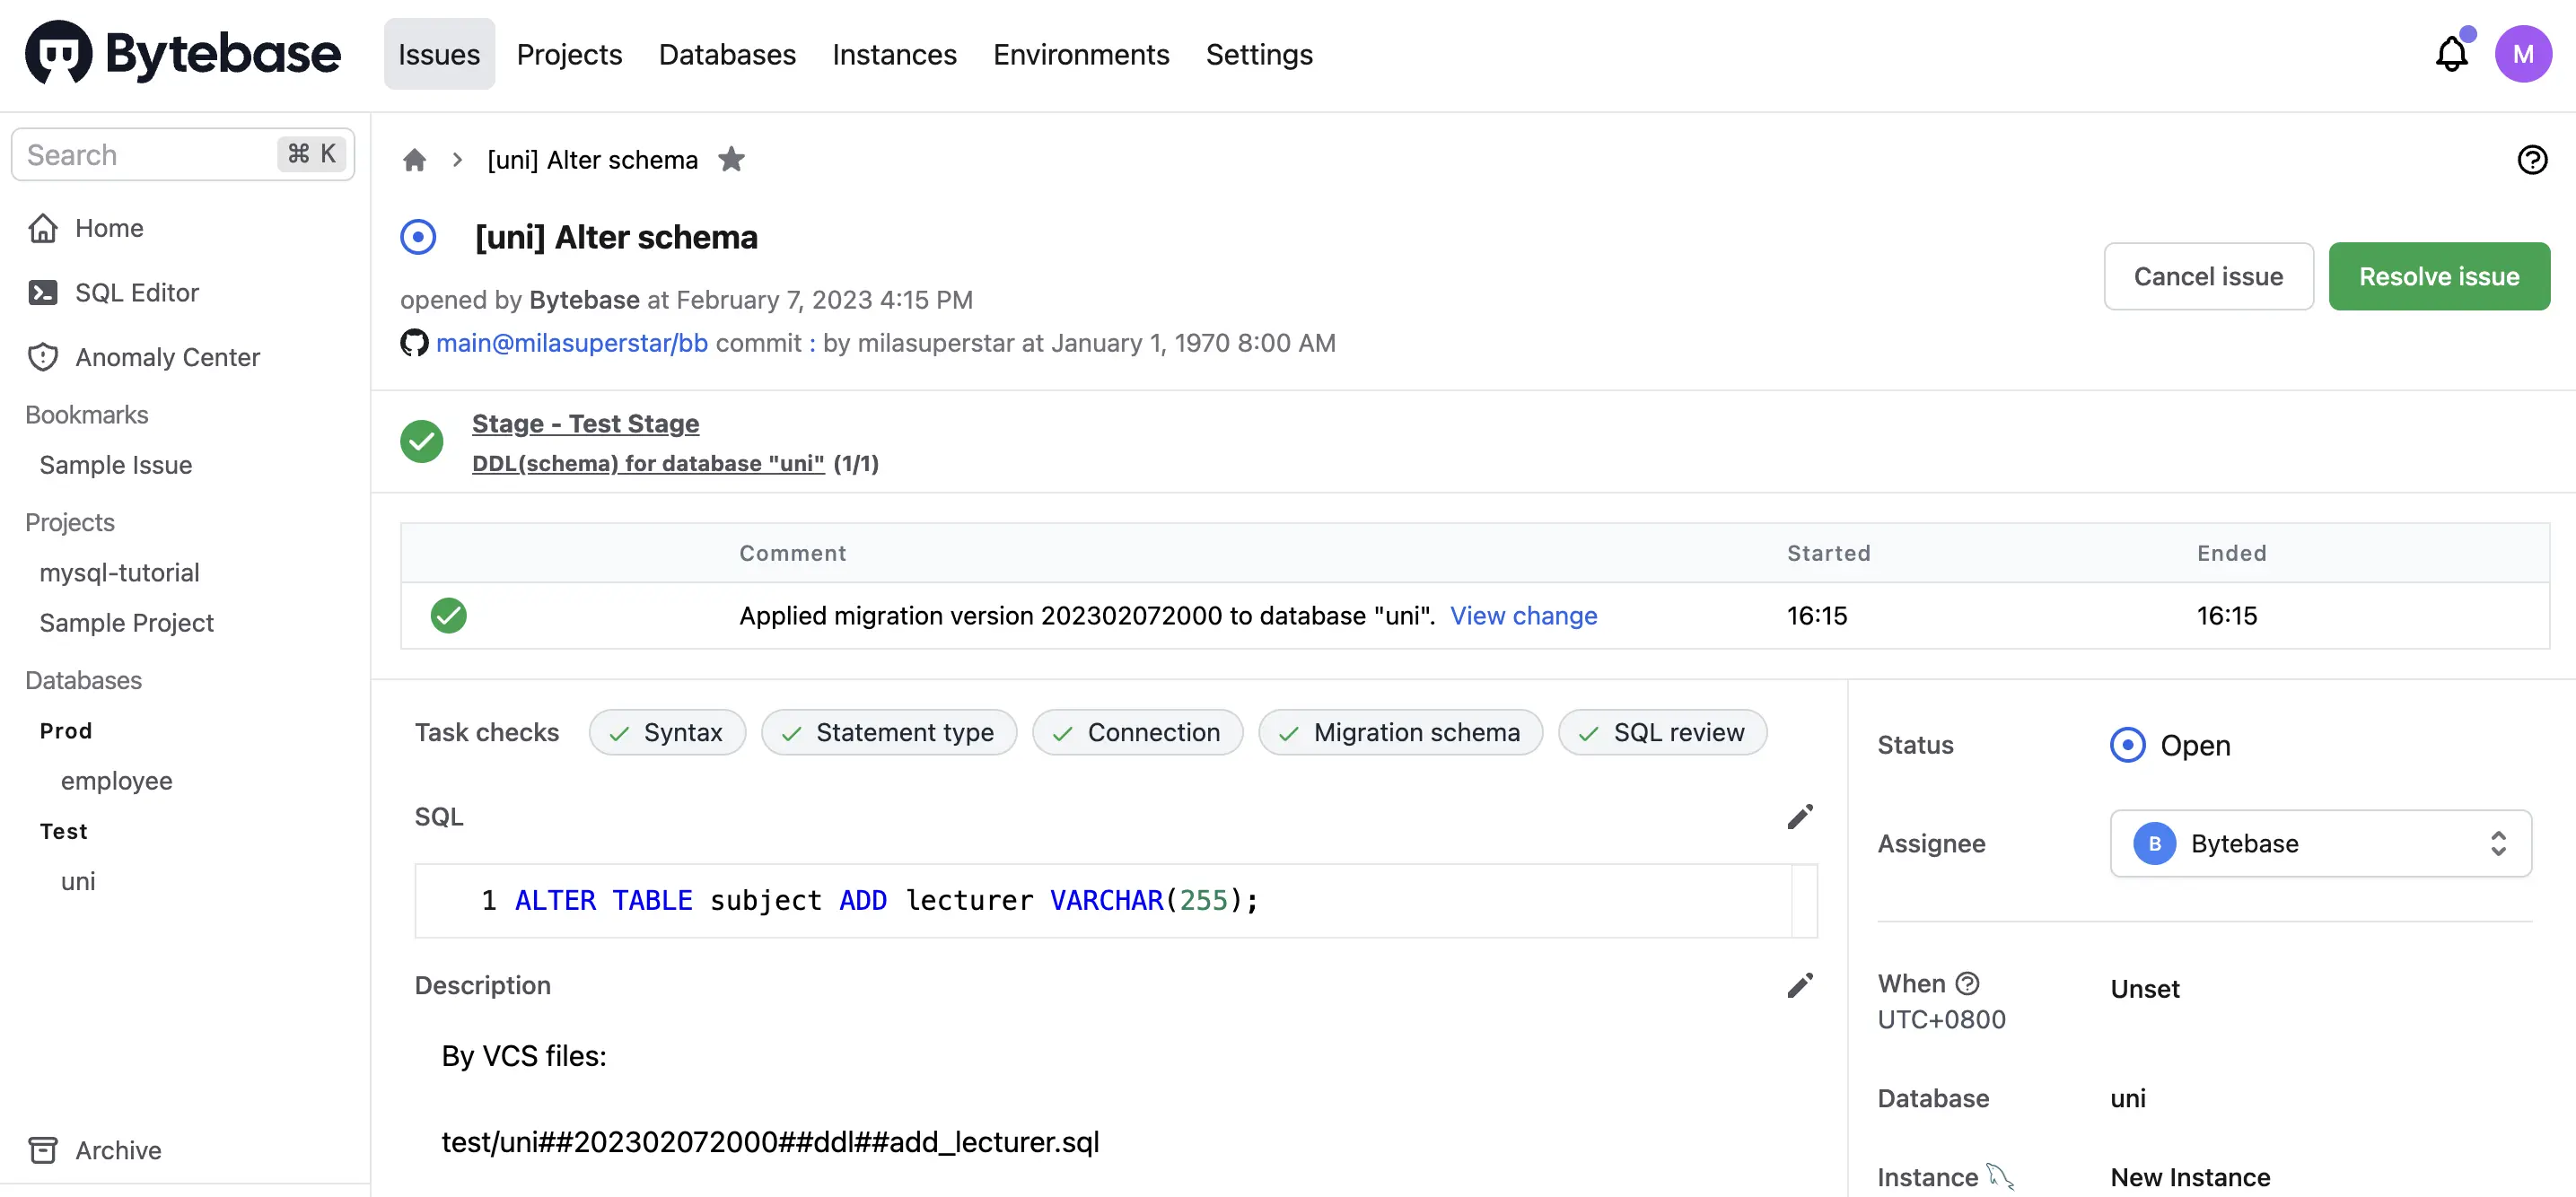 Bytebase
Issues Projects Databases Instances Environments Settings
M
Search ⌘ K
Home
SQL Editor
Anomaly Center
Bookmarks
Sample Issue
Projects
mysql-tutorial
Sample Project
Databases
Prod
employee
Test
uni
Archive
[uni] Alter schema
[uni] Alter schema
opened by Bytebase at February 7, 2023 4:15 PM
main@milasuperstar/bb commit : by milasuperstar at January 1, 1970 8:00 AM
Cancel issue
Resolve issue
Stage - Test Stage
DDL(schema) for database "uni" (1/1)
Comment Started Ended
Applied migration version 202302072000 to database "uni". View change 16:15 16:15
Task checks Syntax Statement type Connection Migration schema SQL review
SQL
1 ALTER TABLE subject ADD lecturer VARCHAR(255);
Description
By VCS files:
test/uni##202302072000##ddl##add_lecturer.sql
Status Open
Assignee B Bytebase
When Unset
UTC+0800
Database uni
Instance New Instance